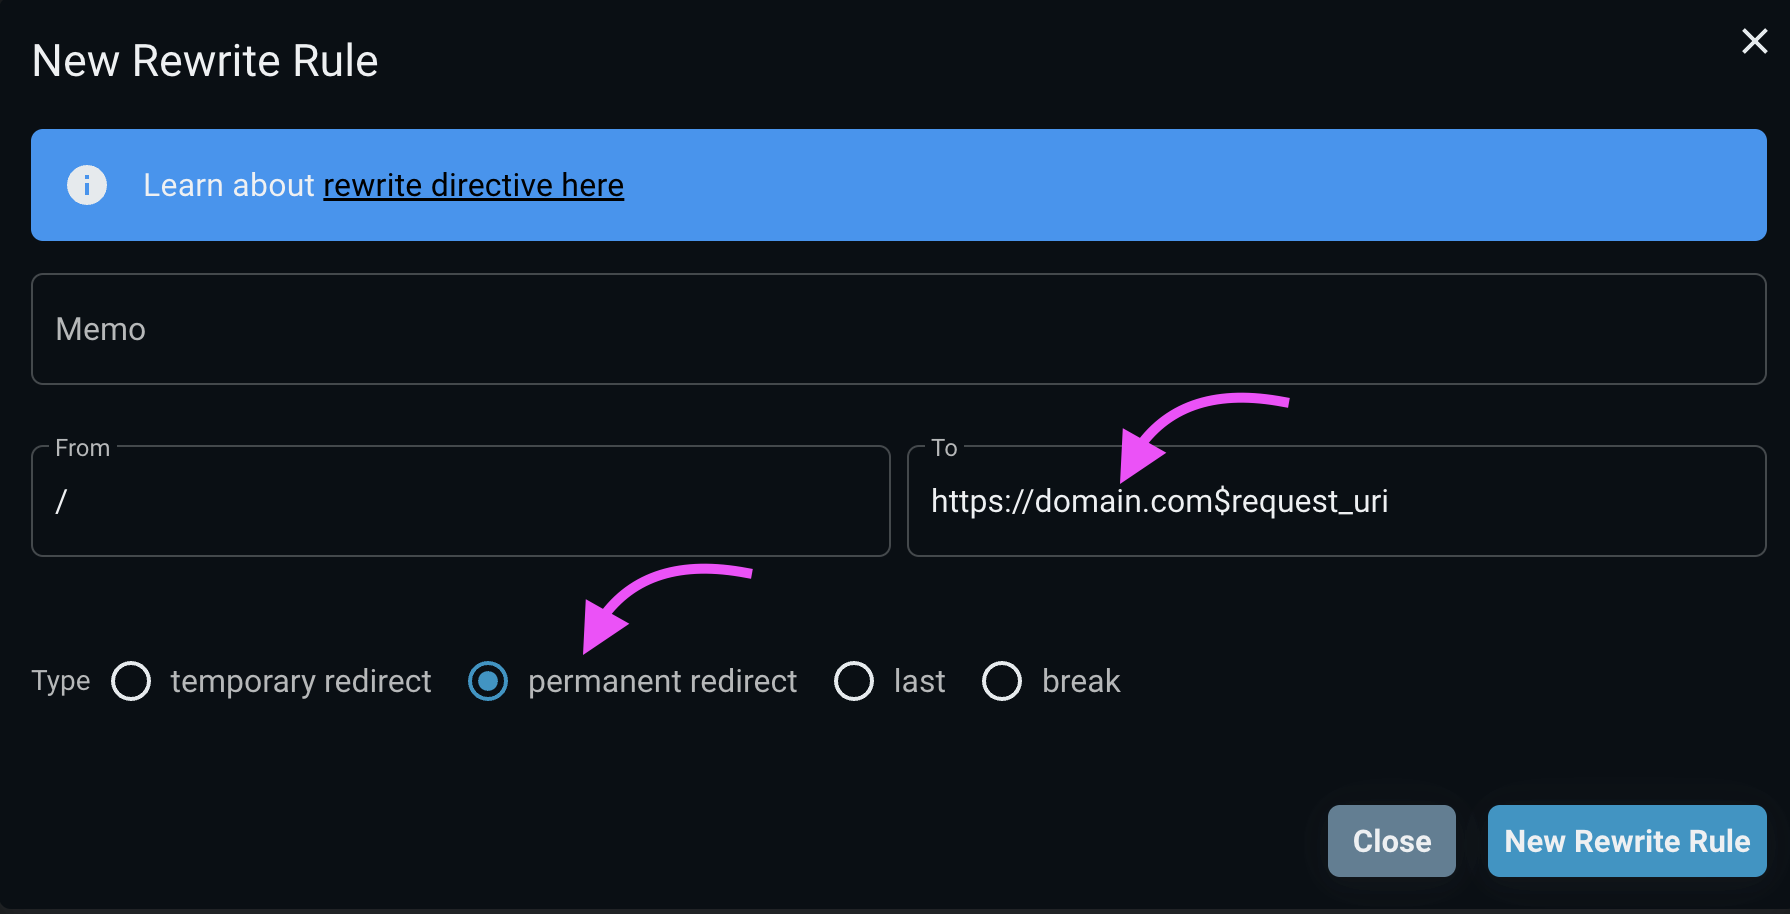 New Rewrite Rule
Learn about rewrite directive here
Memo
From
/
To
https://domain.com$request_uri
Type temporary redirect permanent redirect last break
Close New Rewrite Rule